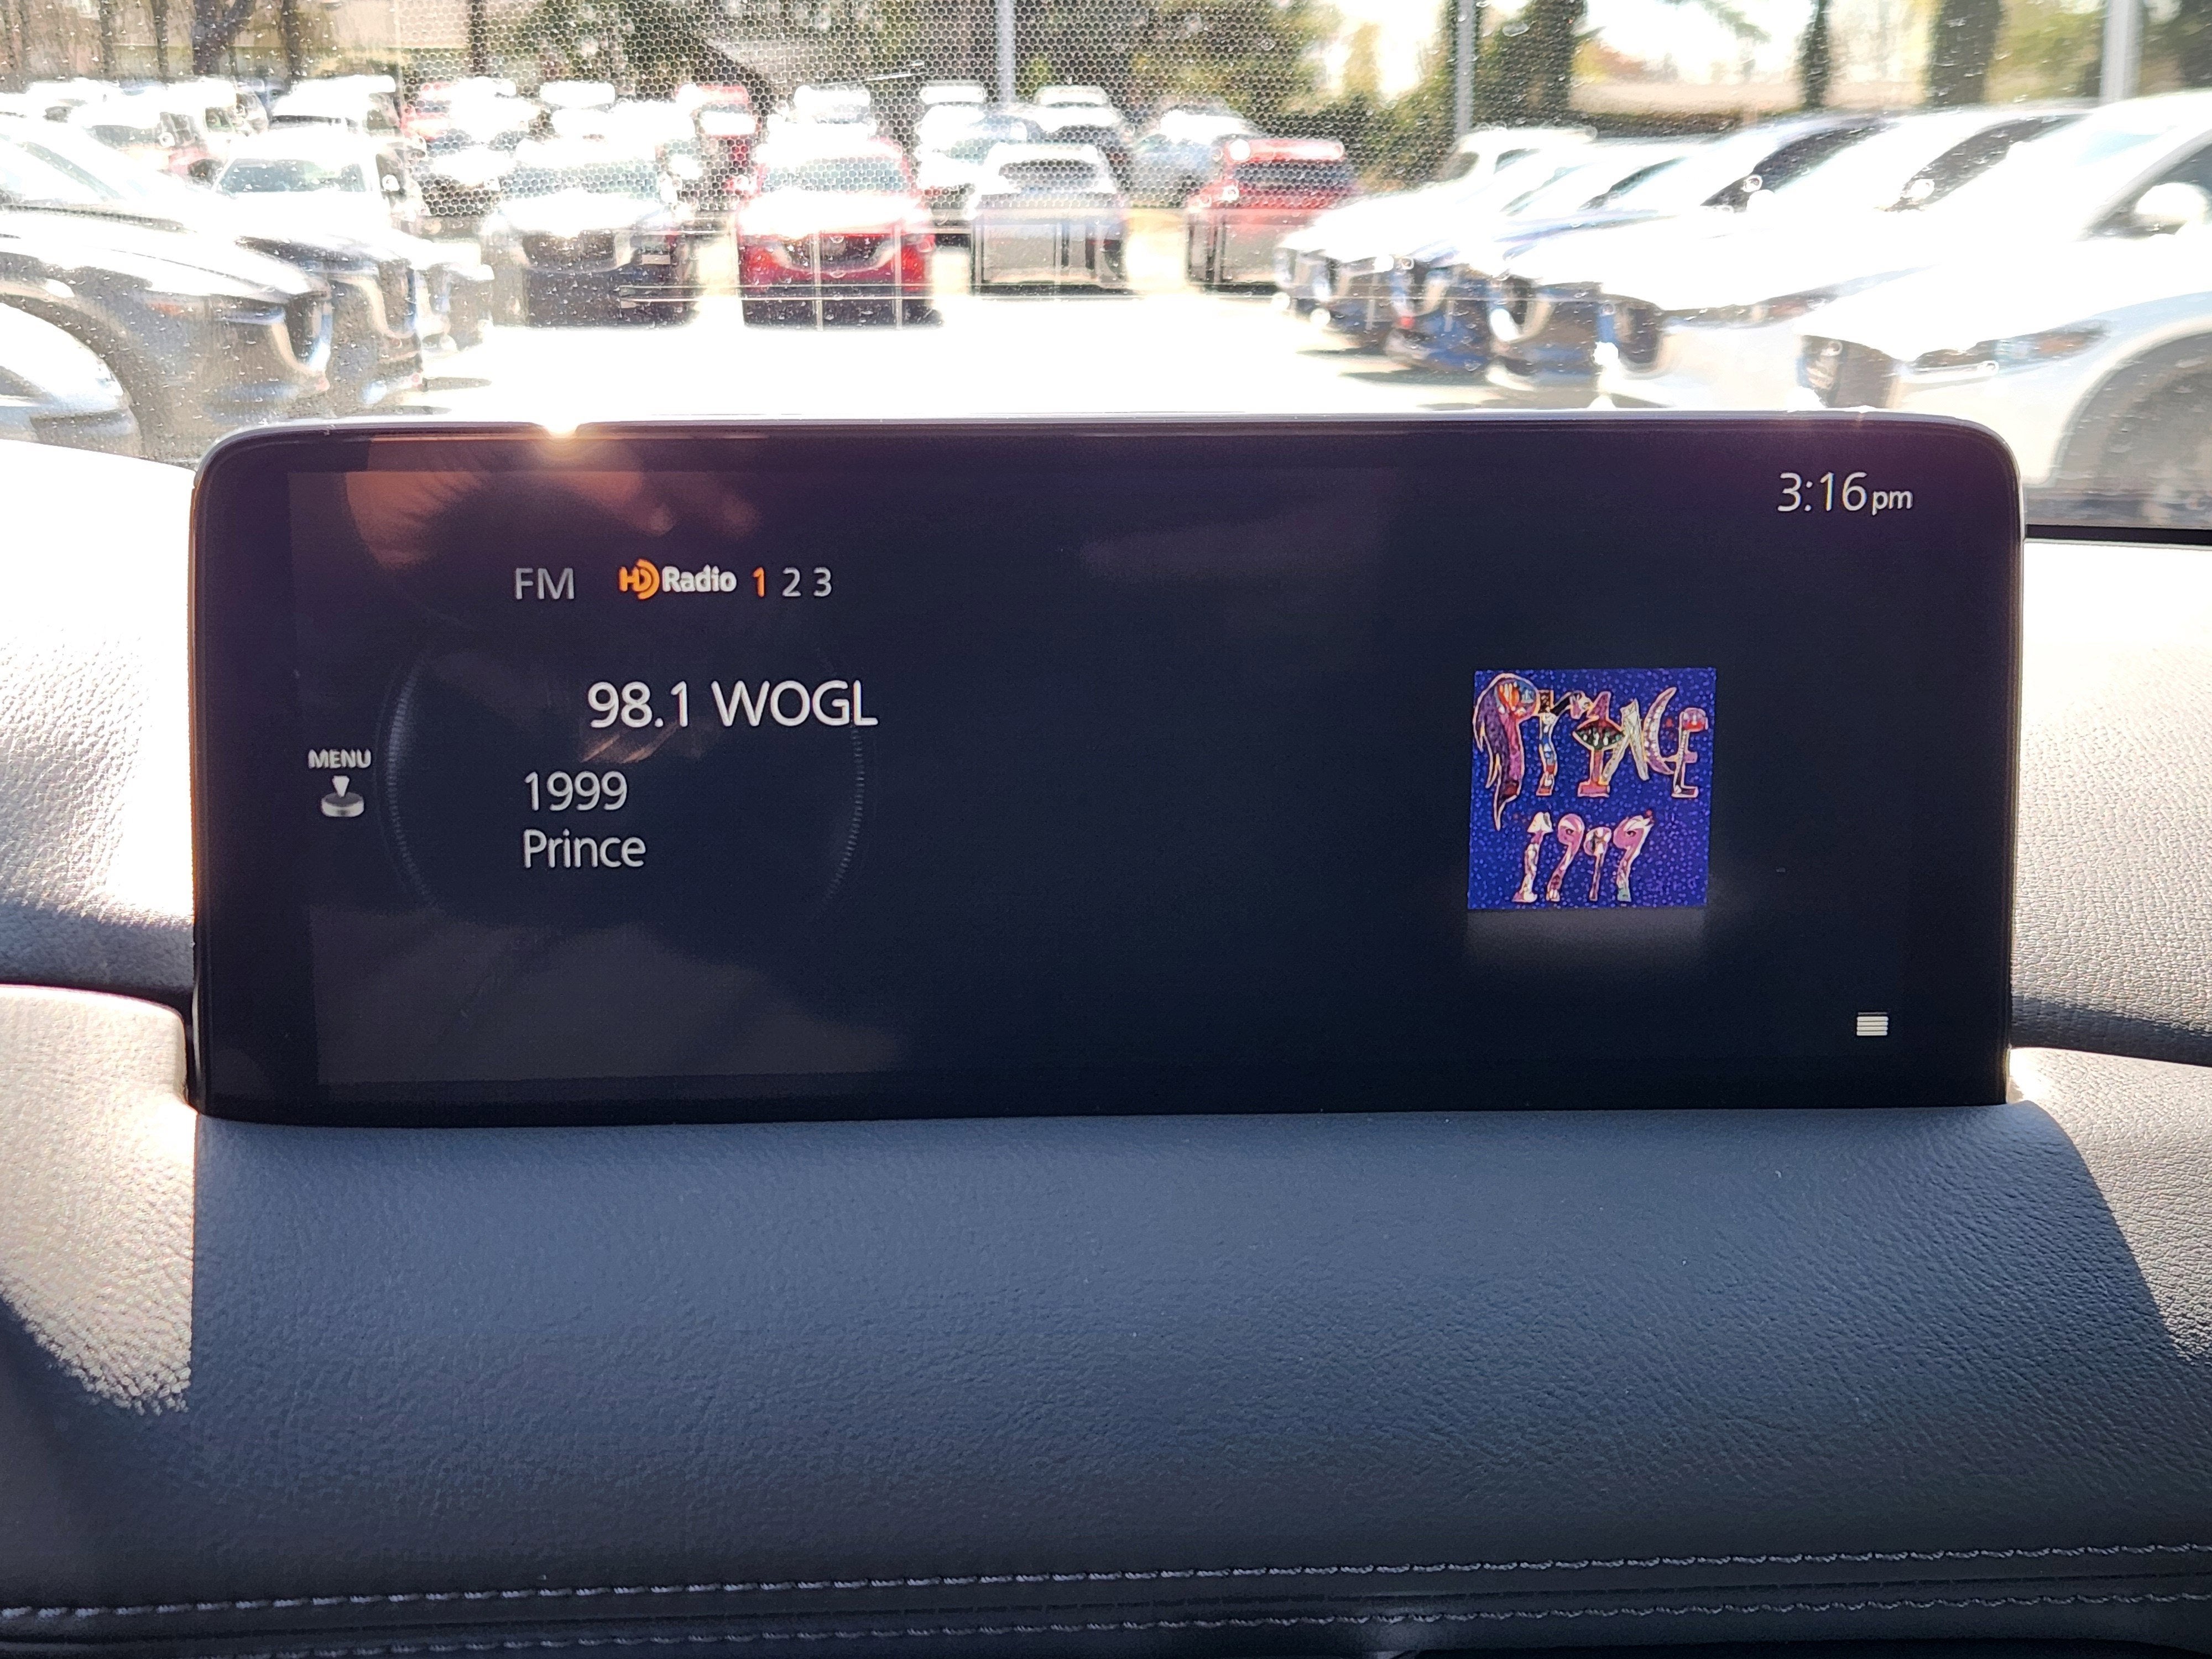 3:16pm
FM HD Radio 1 2 3
98.1 WOGL
MENU
1999
Prince
PRINCE
1999